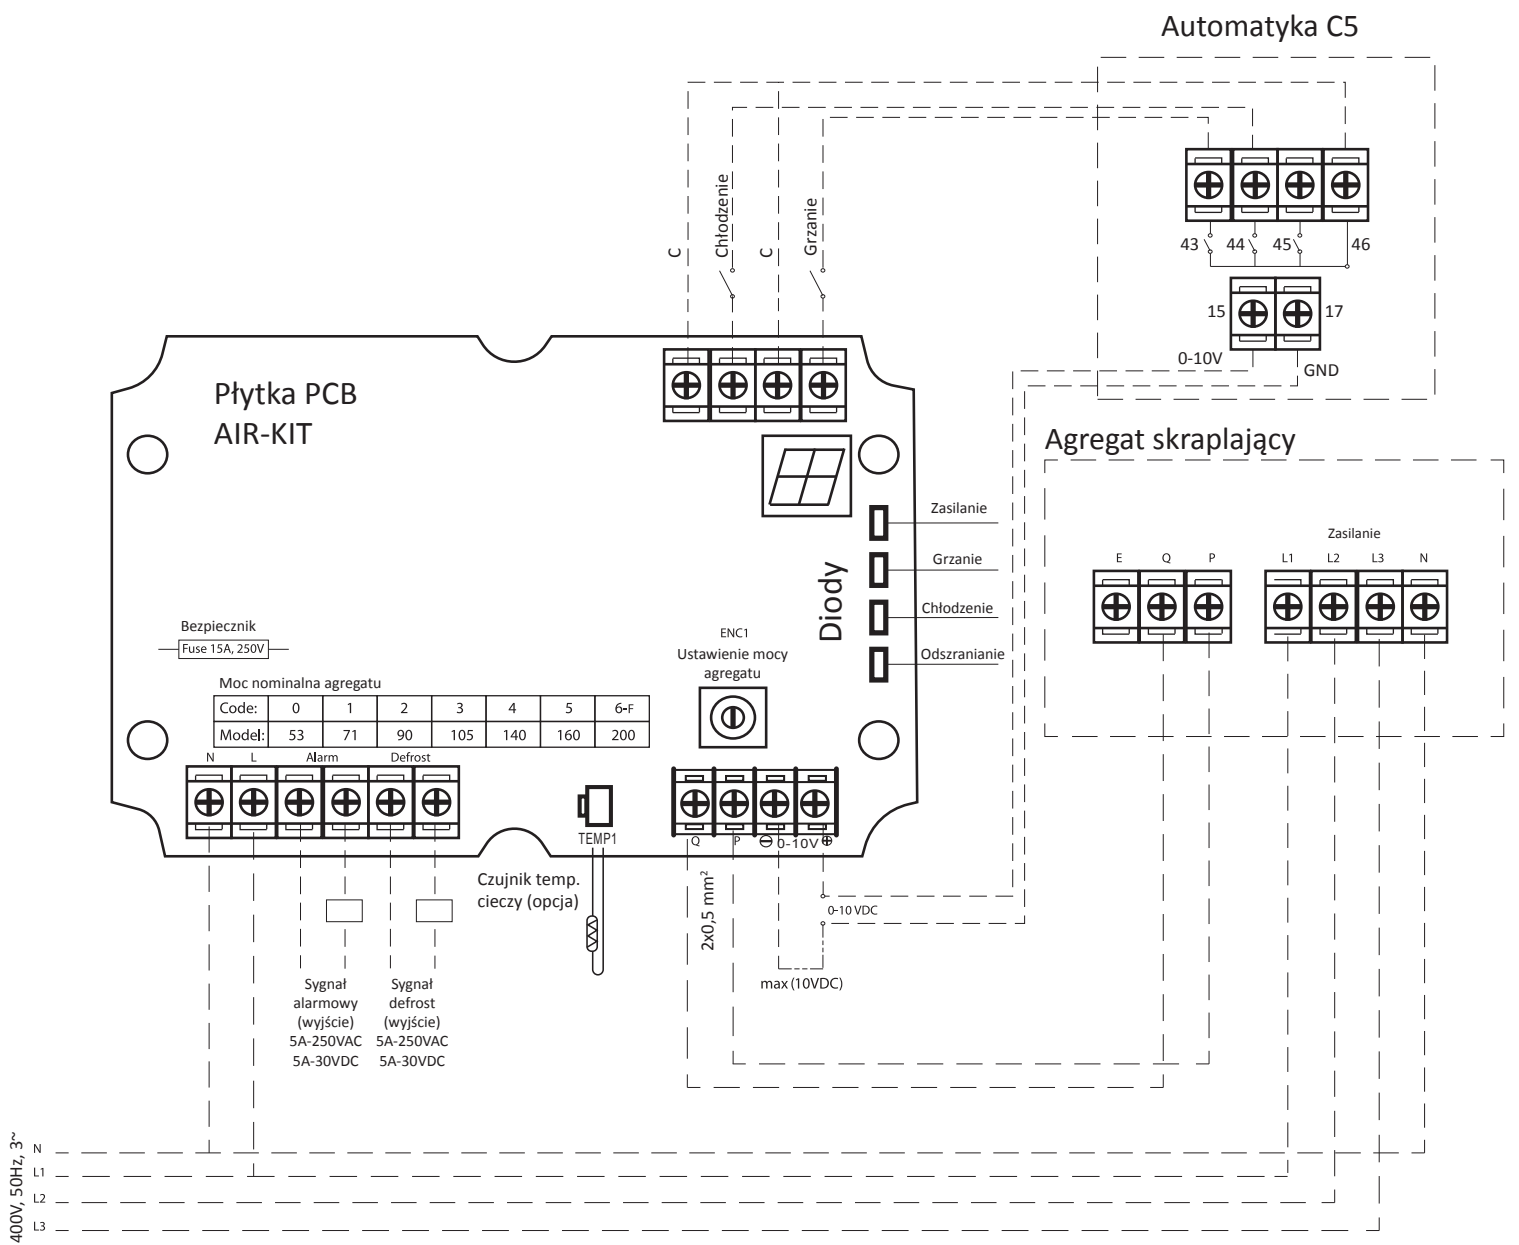 Automatyka C5
C
Chłodzenie
C
Grzanie
43
44
45
46
15
17
0-10V
GND
Płytka PCB
AIR-KIT
Agregat skraplający
Zasilanie
Grzanie
Chłodzenie
Odszranianie
Diody
Zasilanie
E
Q
P
L1
L2
L3
N
Bezpiecznik
Fuse 15A, 250V
ENC1
Ustawienie mocy
agregatu
Moc nominalna agregatu
Code: 0 1 2 3 4 5 6-F
Model: 53 71 90 105 140 160 200
N L Alarm Defrost
TEMP1
Q P ⊖ 0-10V ⊕
Czujnik temp.
cieczy (opcja)
2x0,5 mm²
0-10 VDC
max (10VDC)
Sygnał
alarmowy
(wyjście)
5A-250VAC
5A-30VDC
Sygnał
defrost
(wyjście)
5A-250VAC
5A-30VDC
400V, 50Hz, 3~
N
L1
L2
L3